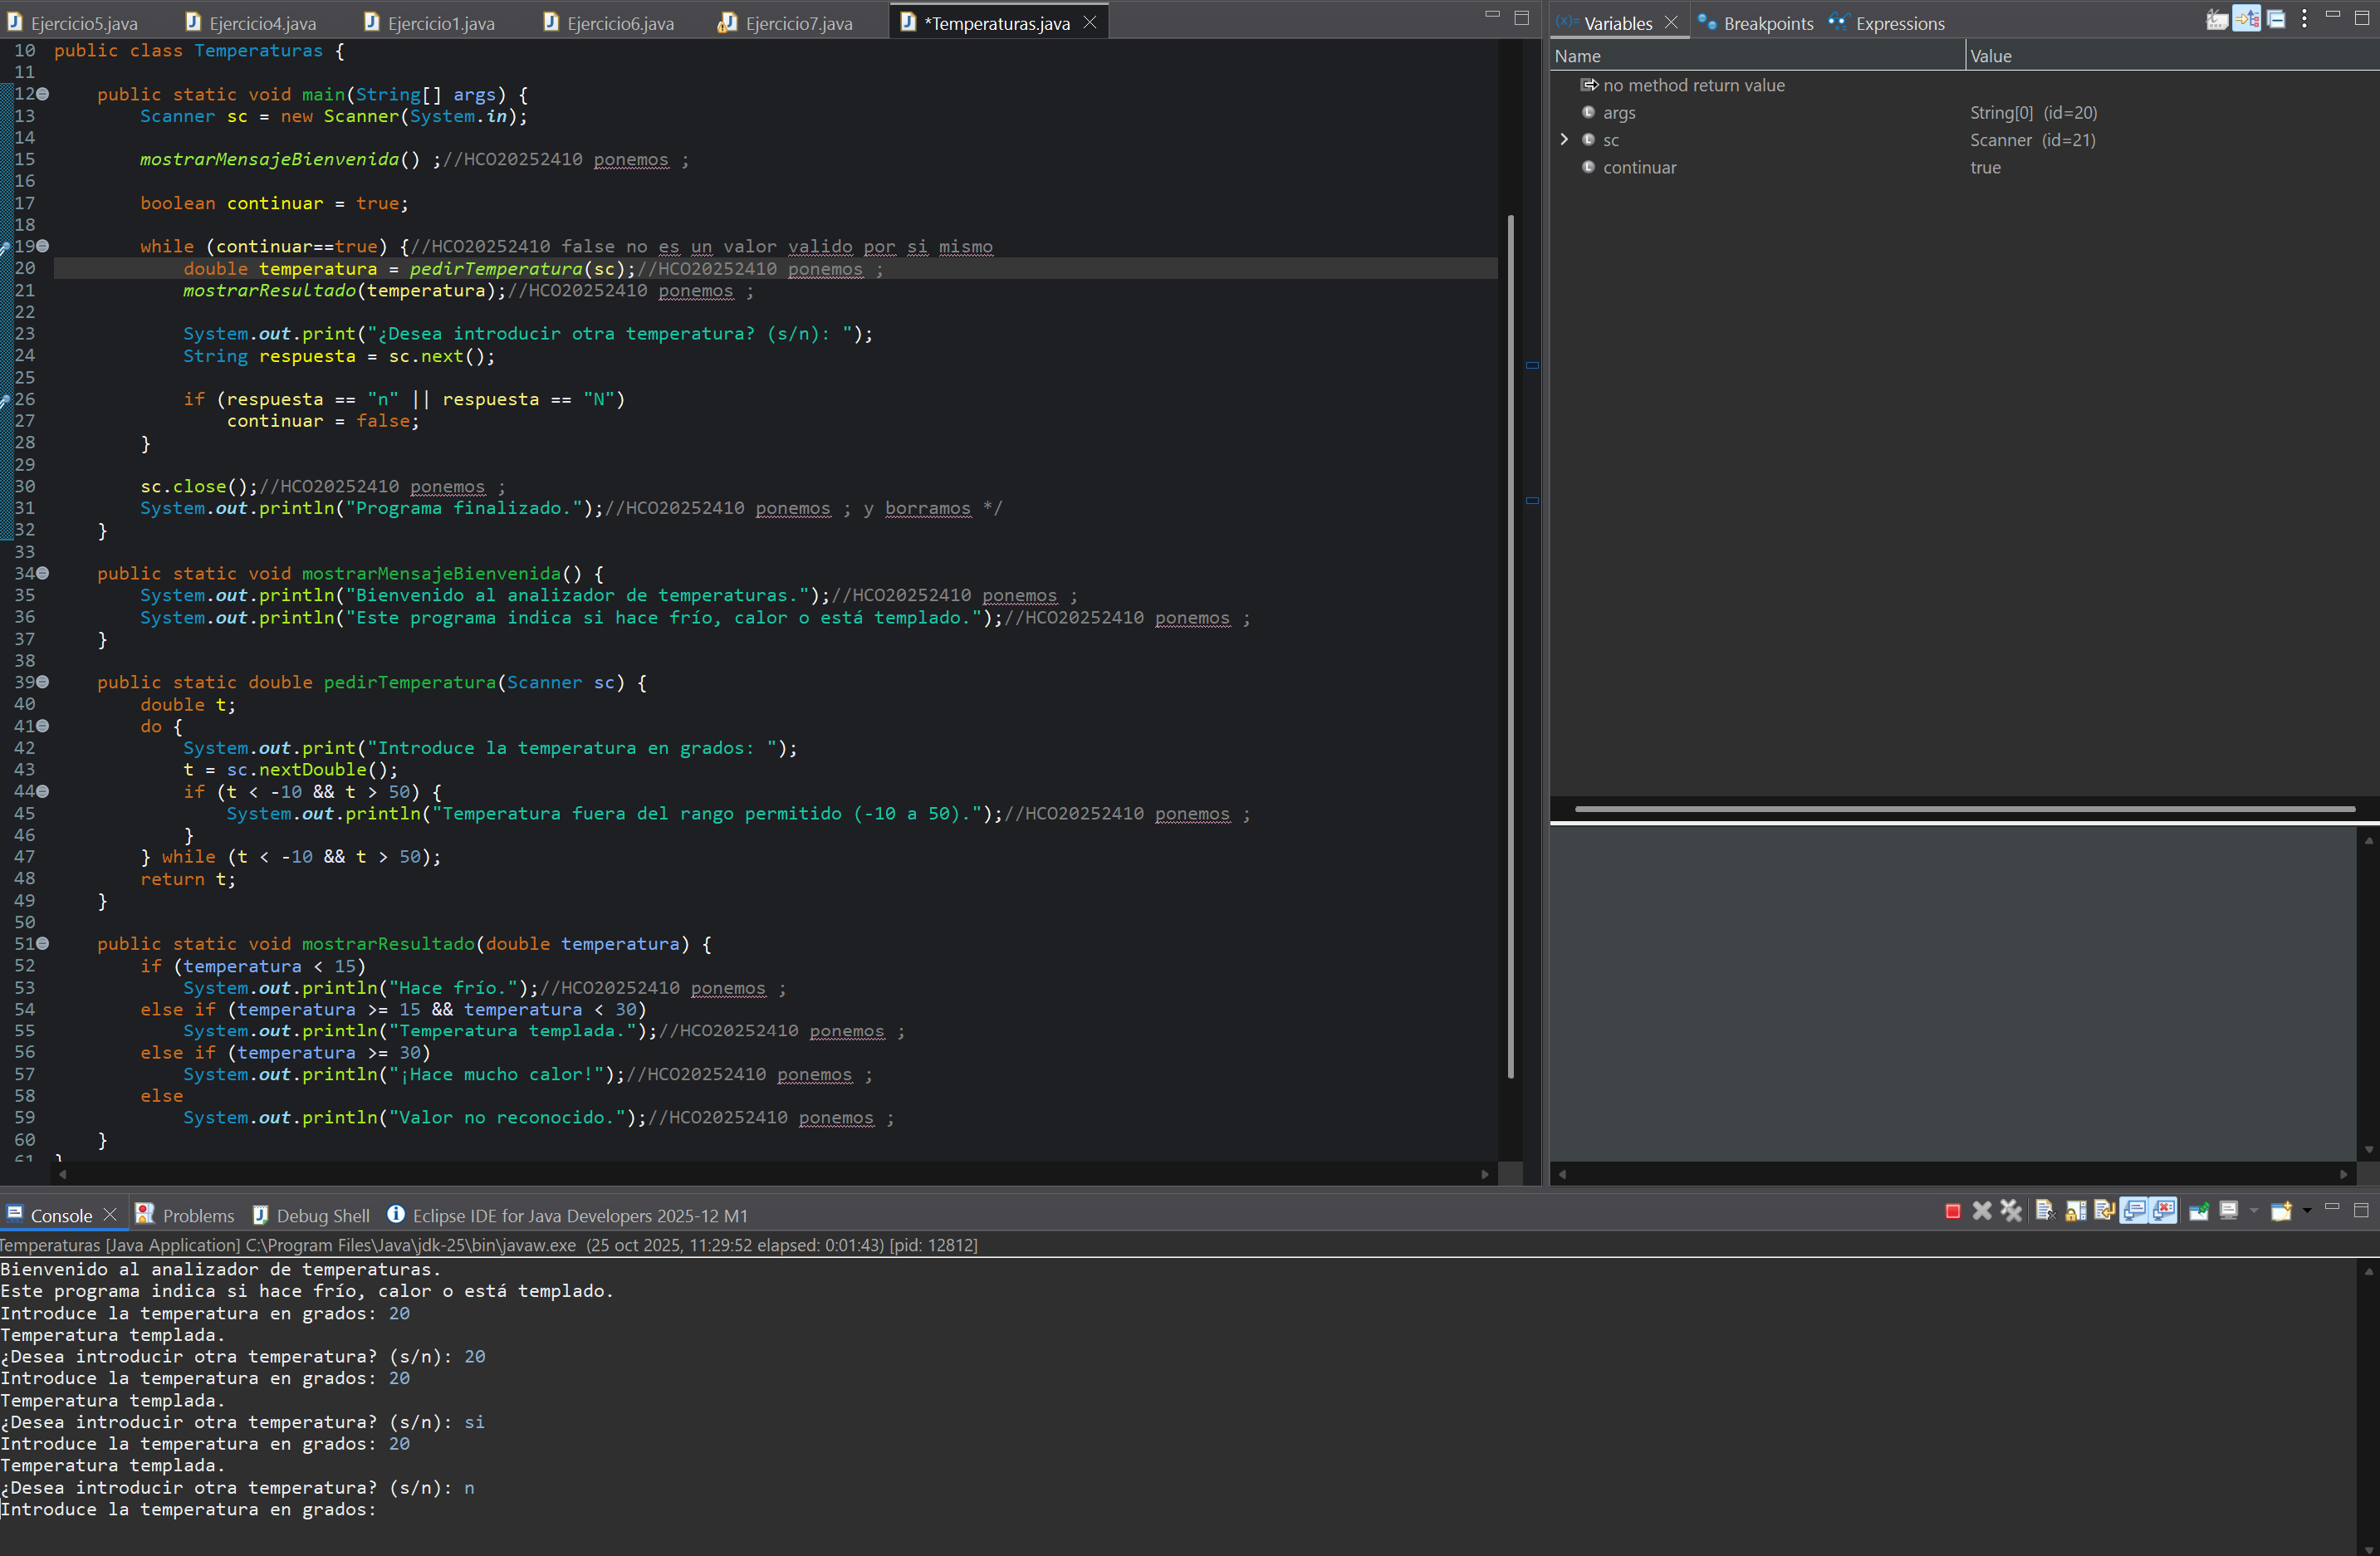 Ejercicio5.java Ejercicio4.java Ejercicio1.java Ejercicio6.java Ejercicio7.java *Temperaturas.java
10 public class Temperaturas {
11
12 public static void main(String[] args) {
13 Scanner sc = new Scanner(System.in);
14
15 mostrarMensajeBienvenida() ;//HCO20252410 ponemos ;
16
17 boolean continuar = true;
18
19 while (continuar==true) {//HCO20252410 false no es un valor valido por si mismo
20 double temperatura = pedirTemperatura(sc);//HCO20252410 ponemos ;
21 mostrarResultado(temperatura);//HCO20252410 ponemos ;
22
23 System.out.print("¿Desea introducir otra temperatura? (s/n): ");
24 String respuesta = sc.next();
25
26 if (respuesta == "n" || respuesta == "N")
27 continuar = false;
28 }
29
30 sc.close();//HCO20252410 ponemos ;
31 System.out.println("Programa finalizado.");//HCO20252410 ponemos ; y borramos */
32 }
33
34 public static void mostrarMensajeBienvenida() {
35 System.out.println("Bienvenido al analizador de temperaturas.");//HCO20252410 ponemos ;
36 System.out.println("Este programa indica si hace frío, calor o está templado.");//HCO20252410 ponemos ;
37 }
38
39 public static double pedirTemperatura(Scanner sc) {
40 double t;
41 do {
42 System.out.print("Introduce la temperatura en grados: ");
43 t = sc.nextDouble();
44 if (t < -10 && t > 50) {
45 System.out.println("Temperatura fuera del rango permitido (-10 a 50).");//HCO20252410 ponemos ;
46 }
47 } while (t < -10 && t > 50);
48 return t;
49 }
50
51 public static void mostrarResultado(double temperatura) {
52 if (temperatura < 15)
53 System.out.println("Hace frío.");//HCO20252410 ponemos ;
54 else if (temperatura >= 15 && temperatura < 30)
55 System.out.println("Temperatura templada.");//HCO20252410 ponemos ;
56 else if (temperatura >= 30)
57 System.out.println("¡Hace mucho calor!");//HCO20252410 ponemos ;
58 else
59 System.out.println("Valor no reconocido.");//HCO20252410 ponemos ;
60 }
61 }
(x)= Variables Breakpoints Expressions
Name Value
no method return value
args String[0] (id=20)
sc Scanner (id=21)
continuar true
Console Problems Debug Shell Eclipse IDE for Java Developers 2025-12 M1
Temperaturas [Java Application] C:\Program Files\Java\jdk-25\bin\javaw.exe (25 oct 2025, 11:29:52 elapsed: 0:01:43) [pid: 12812]
Bienvenido al analizador de temperaturas.
Este programa indica si hace frío, calor o está templado.
Introduce la temperatura en grados: 20
Temperatura templada.
¿Desea introducir otra temperatura? (s/n): 20
Introduce la temperatura en grados: 20
Temperatura templada.
¿Desea introducir otra temperatura? (s/n): si
Introduce la temperatura en grados: 20
Temperatura templada.
¿Desea introducir otra temperatura? (s/n): n
Introduce la temperatura en grados: